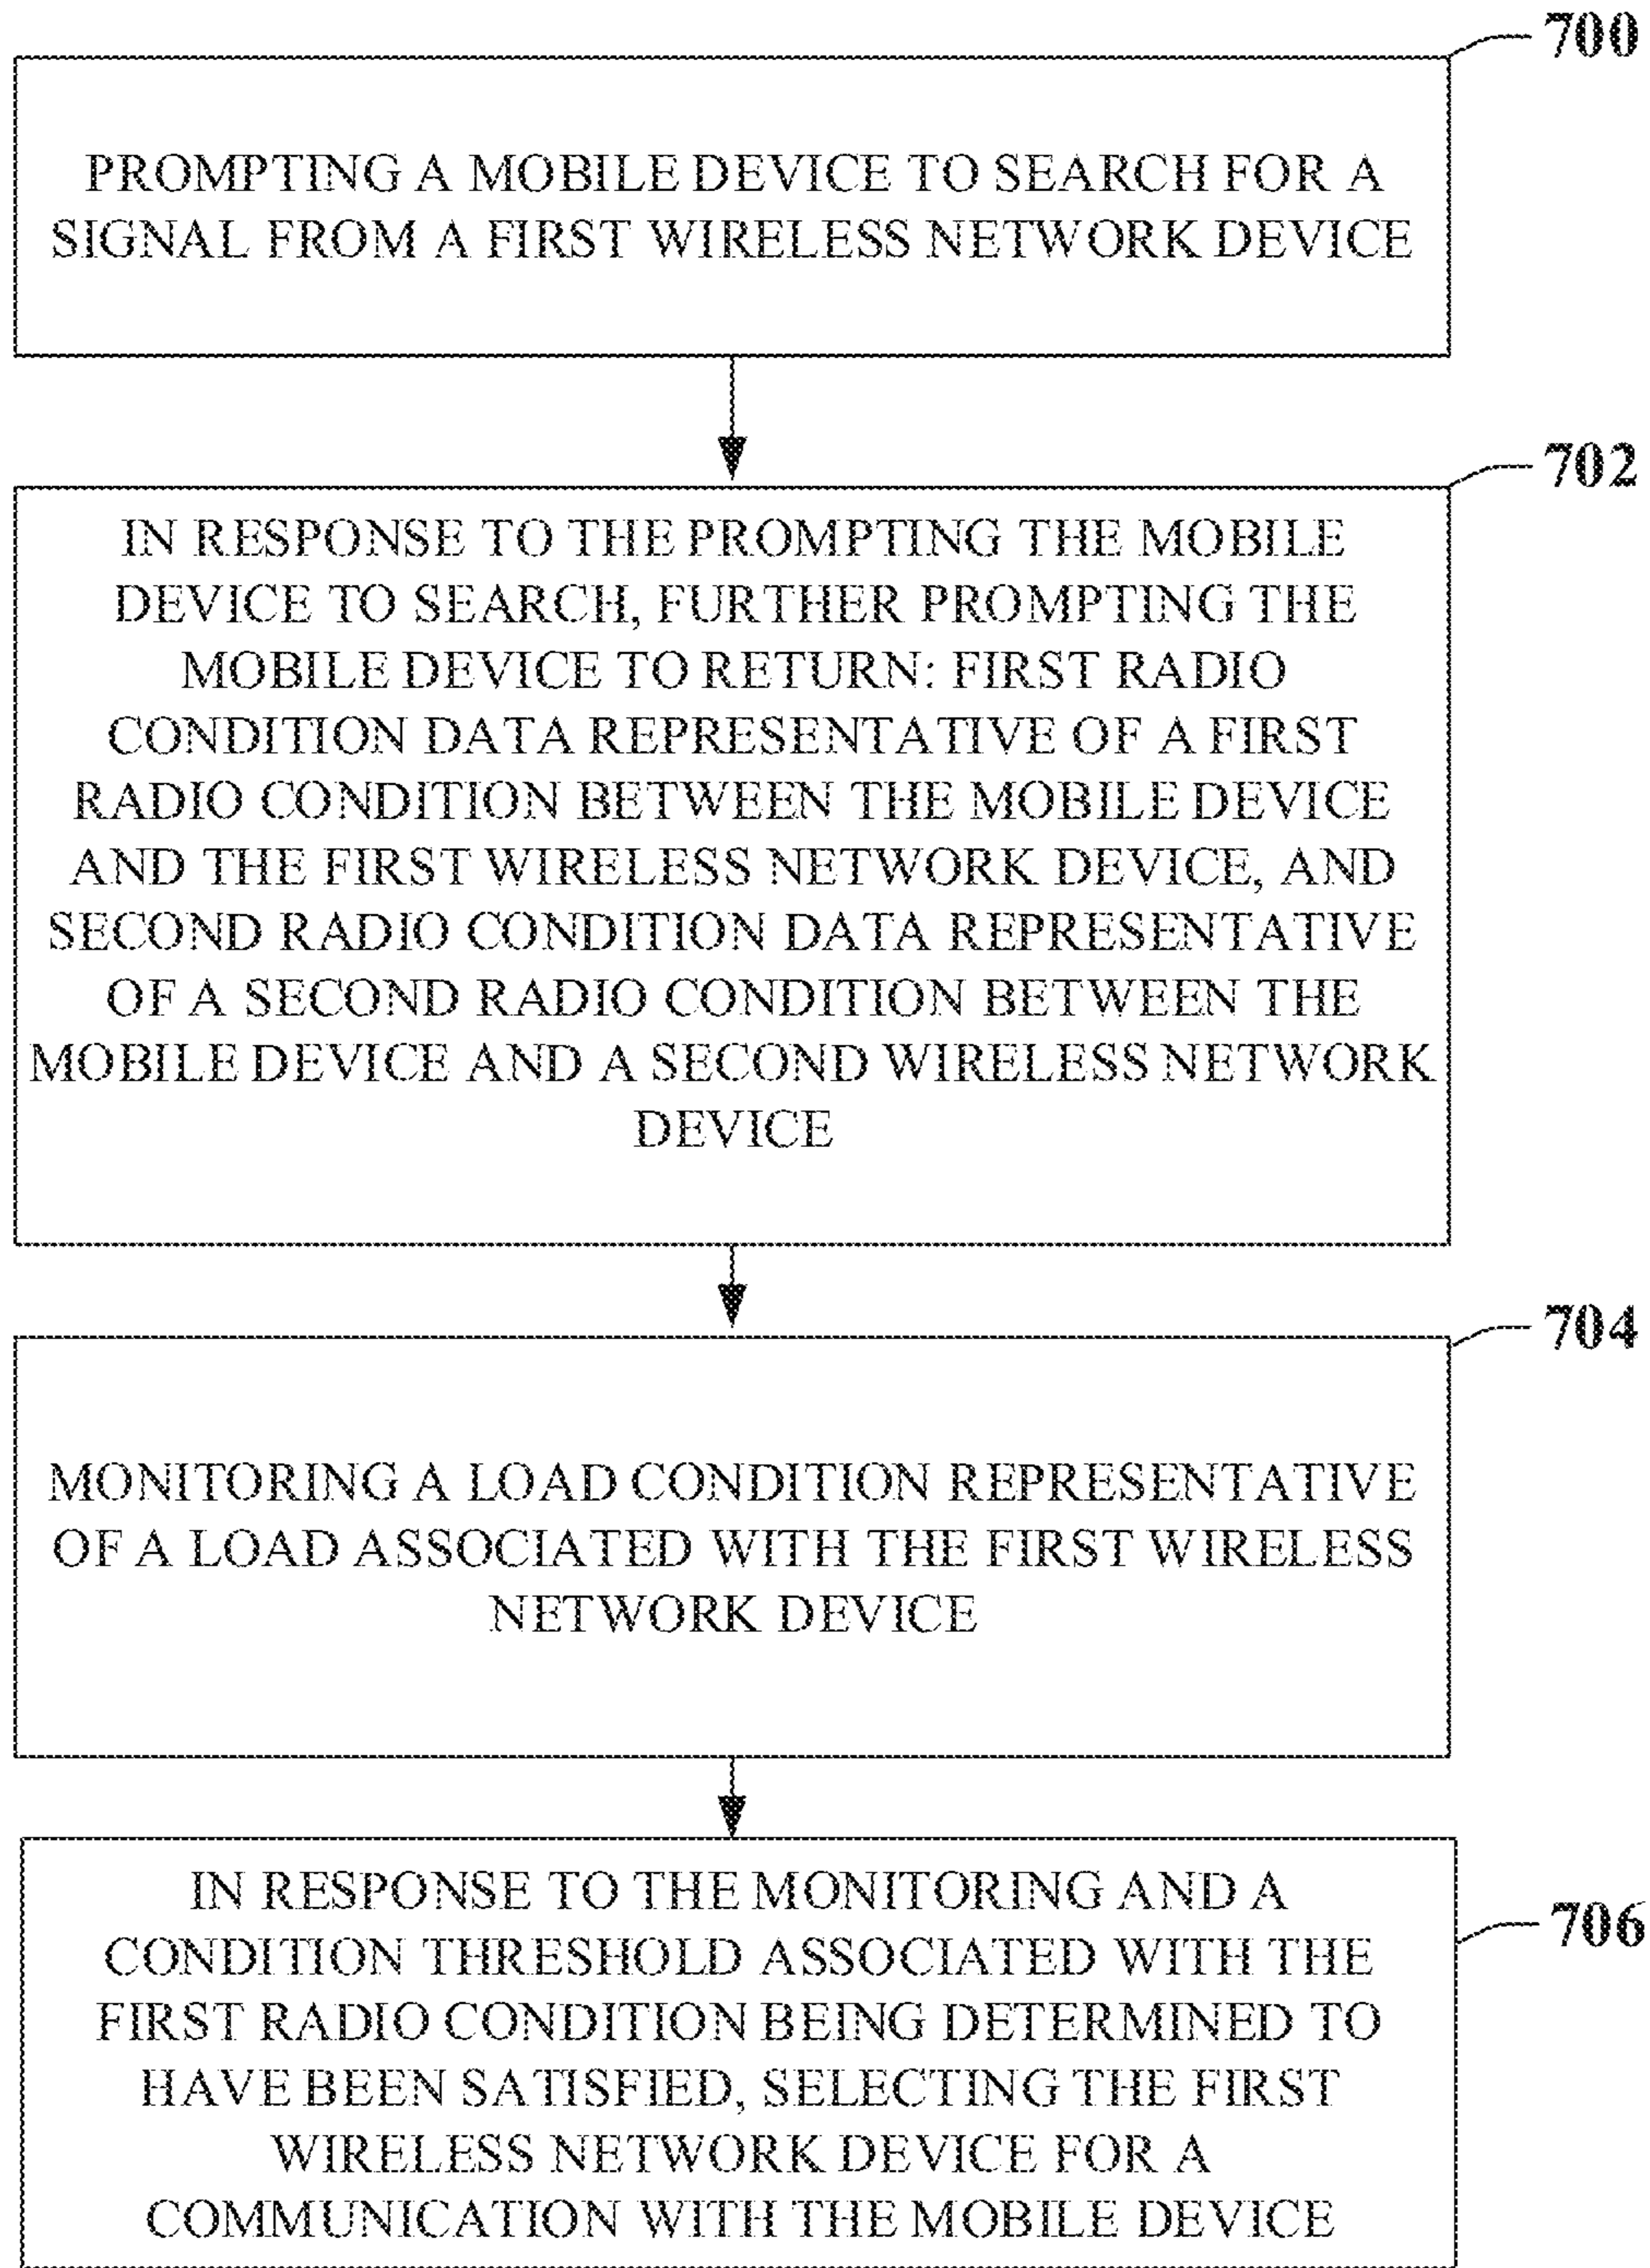 700
PROMPTING A MOBILE DEVICE TO SEARCH FOR A
SIGNAL FROM A FIRST WIRELESS NETWORK DEVICE
702
IN RESPONSE TO THE PROMPTING THE MOBILE
DEVICE TO SEARCH, FURTHER PROMPTING THE
MOBILE DEVICE TO RETURN: FIRST RADIO
CONDITION DATA REPRESENTATIVE OF A FIRST
RADIO CONDITION BETWEEN THE MOBILE DEVICE
AND THE FIRST WIRELESS NETWORK DEVICE, AND
SECOND RADIO CONDITION DATA REPRESENTATIVE
OF A SECOND RADIO CONDITION BETWEEN THE
MOBILE DEVICE AND A SECOND WIRELESS NETWORK
DEVICE
704
MONITORING A LOAD CONDITION REPRESENTATIVE
OF A LOAD ASSOCIATED WITH THE FIRST WIRELESS
NETWORK DEVICE
706
IN RESPONSE TO THE MONITORING AND A
CONDITION THRESHOLD ASSOCIATED WITH THE
FIRST RADIO CONDITION BEING DETERMINED TO
HAVE BEEN SATISFIED, SELECTING THE FIRST
WIRELESS NETWORK DEVICE FOR A
COMMUNICATION WITH THE MOBILE DEVICE